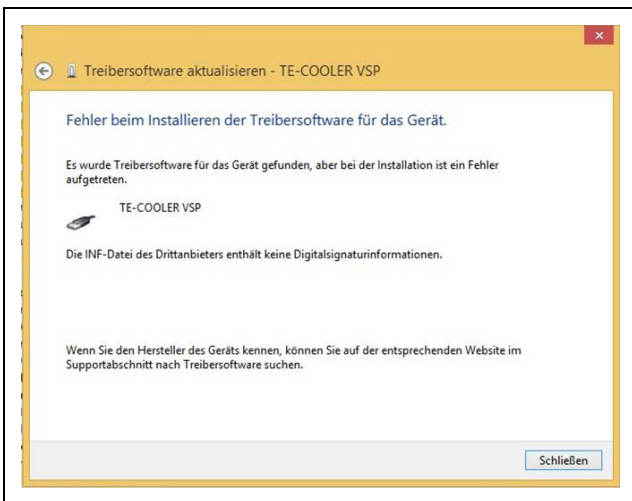 Treibersoftware aktualisieren - TE-COOLER VSP
Fehler beim Installieren der Treibersoftware für das Gerät.
Es wurde Treibersoftware für das Gerät gefunden, aber bei der Installation ist ein Fehler
aufgetreten.
TE-COOLER VSP
Die INF-Datei des Drittanbieters enthält keine Digitalsignaturinformationen.
Wenn Sie den Hersteller des Geräts kennen, können Sie auf der entsprechenden Website im
Supportabschnitt nach Treibersoftware suchen.
Schließen